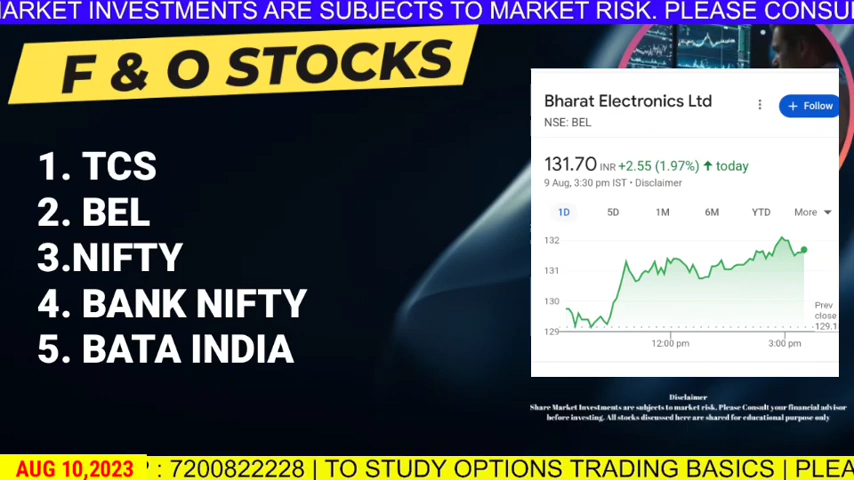 MARKET INVESTMENTS ARE SUBJECTS TO MARKET RISK. PLEASE CONSUL
F & O STOCKS
1. TCS
2. BEL
3.NIFTY
4. BANK NIFTY
5. BATA INDIA
Bharat Electronics Ltd
+ Follow
NSE: BEL
131.70 INR +2.55 (1.97%) ↑ today
9 Aug, 3:30 pm IST • Disclaimer
1D 5D 1M 6M YTD More
132
131
130
129
Prev
close
129.1
12:00 pm 3:00 pm
Disclaimer
Share Market Investments are subjects to market risk, Please Consult your financial advisor
before investing. All stocks discussed here are shared for educational purpose only
AUG 10,2023 : 7200822228 | TO STUDY OPTIONS TRADING BASICS | PLEA